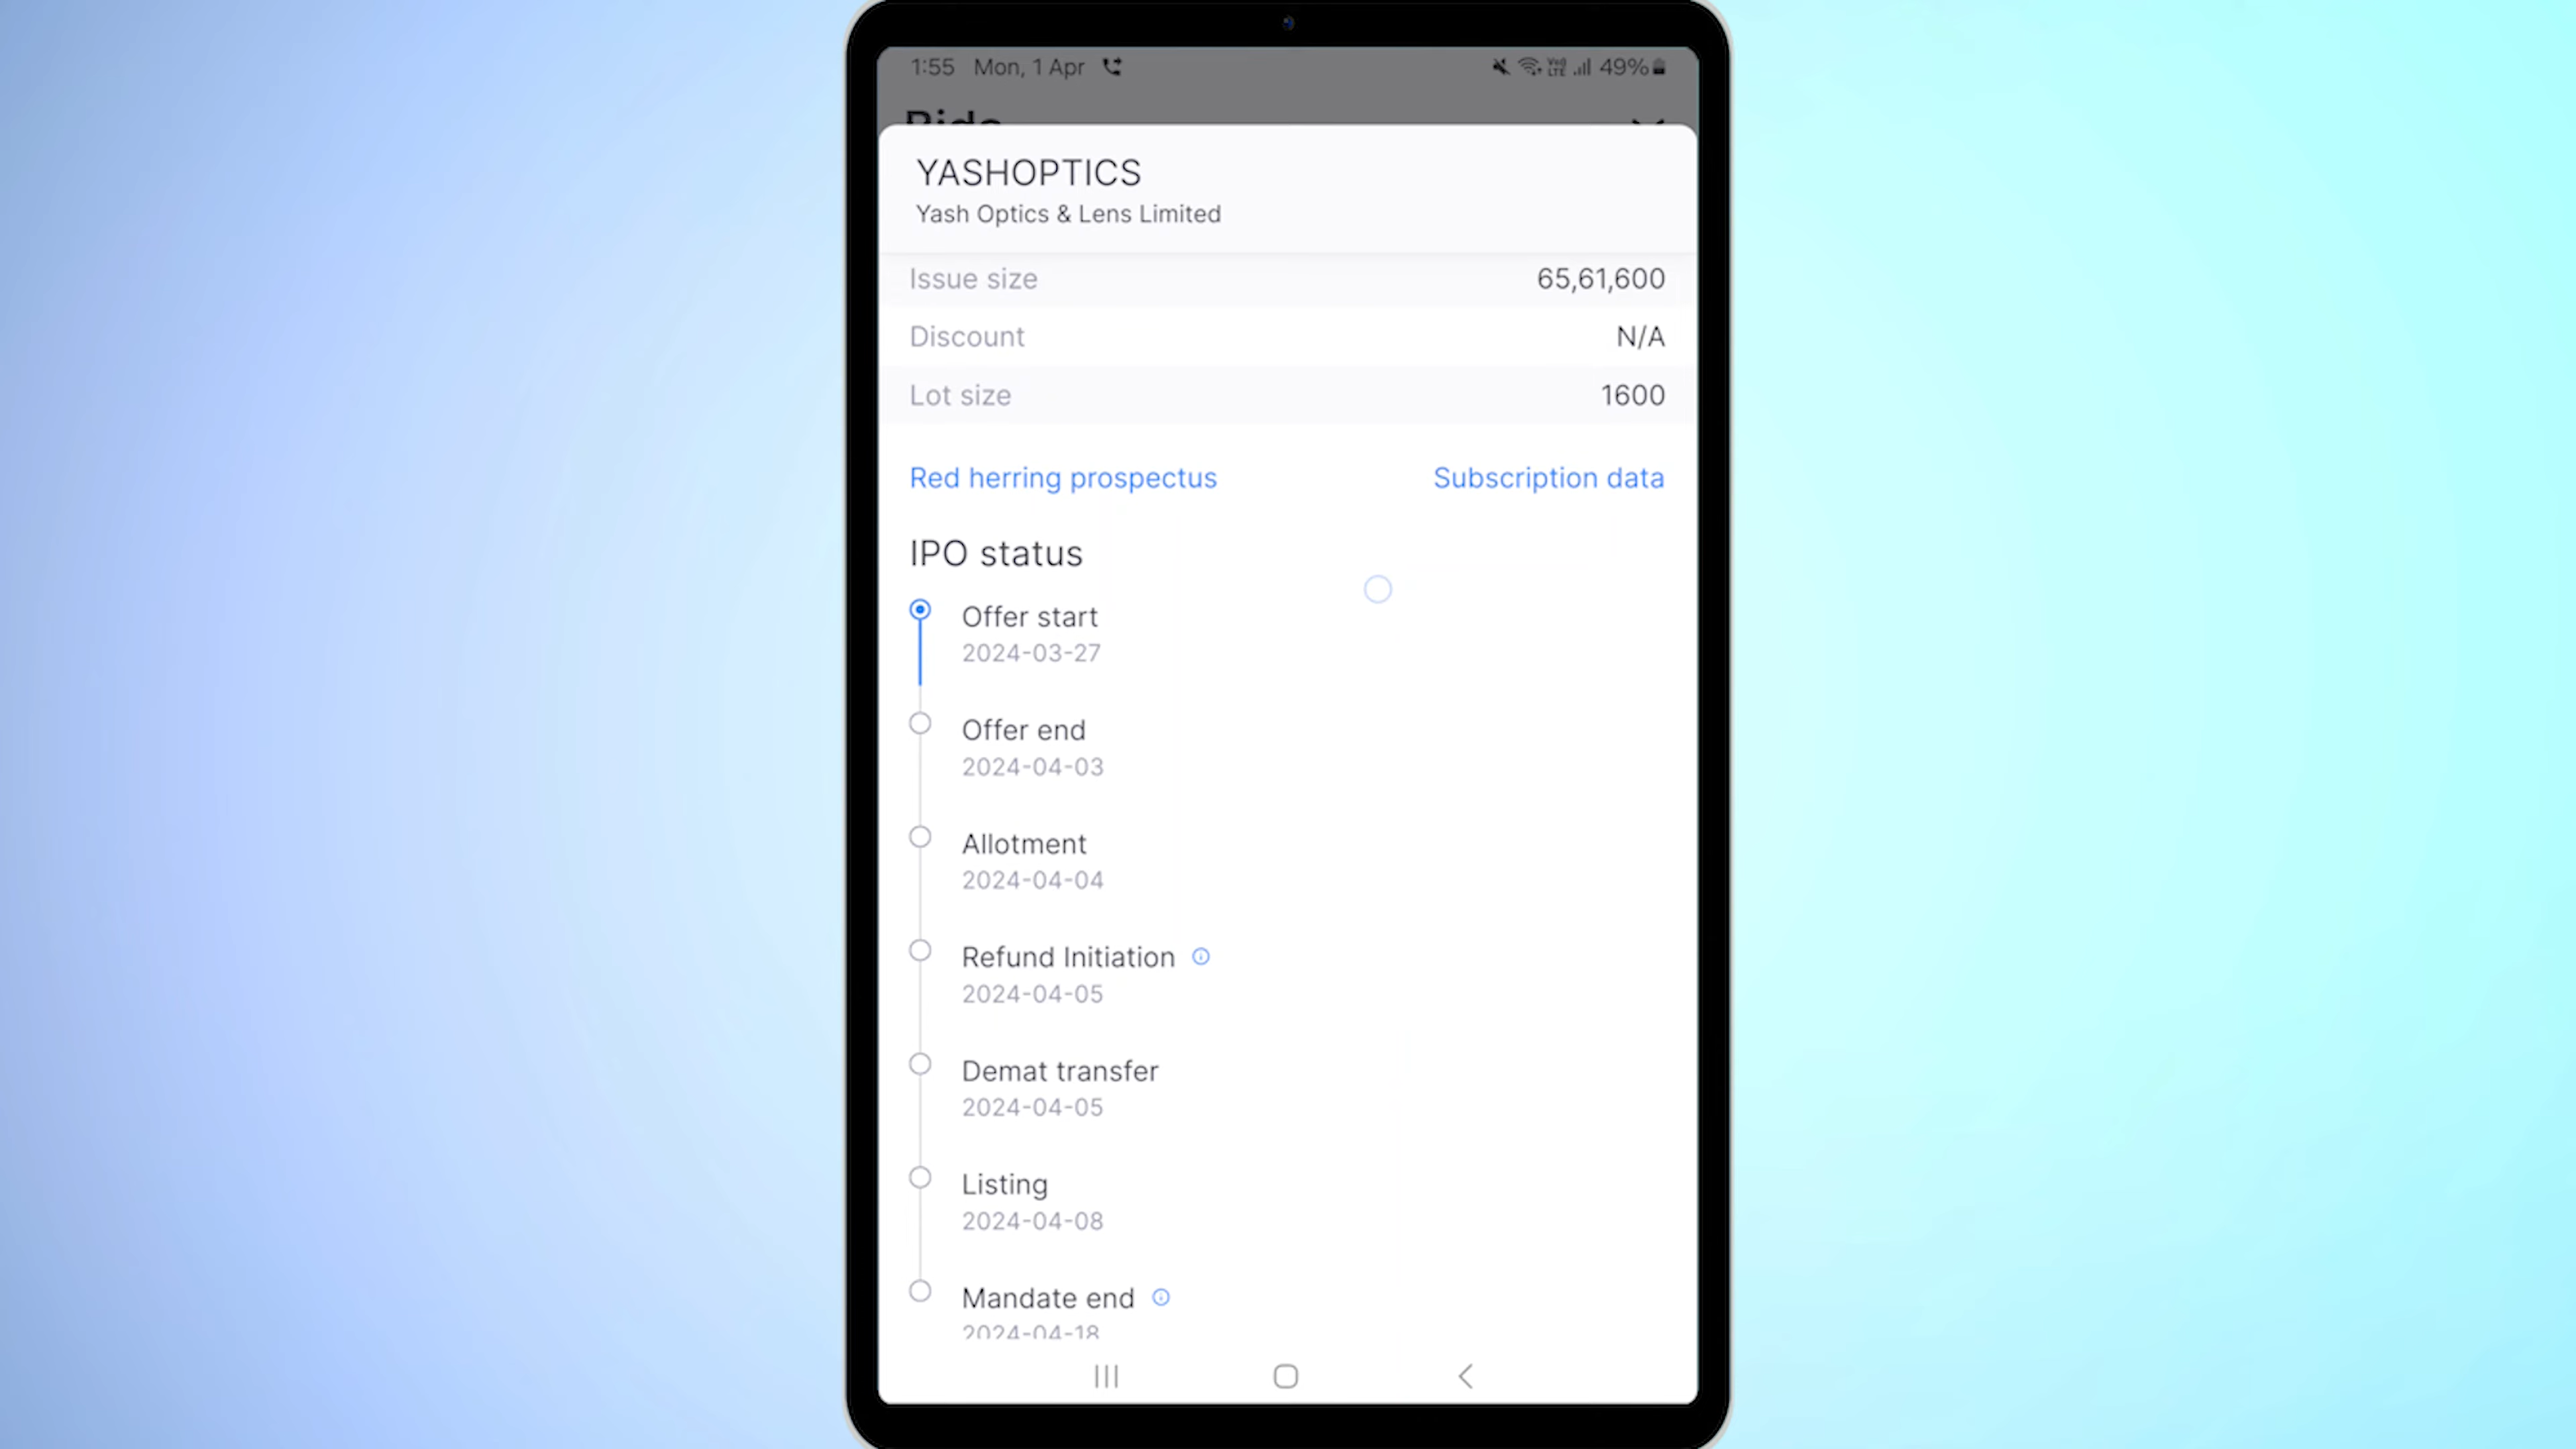 1:55 Mon, 1 Apr 49%
Bids
YASHOPTICS
Yash Optics & Lens Limited
Issue size 65,61,600
Discount N/A
Lot size 1600
Red herring prospectus Subscription data
IPO status
Offer start
2024-03-27
Offer end
2024-04-03
Allotment
2024-04-04
Refund Initiation
2024-04-05
Demat transfer
2024-04-05
Listing
2024-04-08
Mandate end
2024-04-18